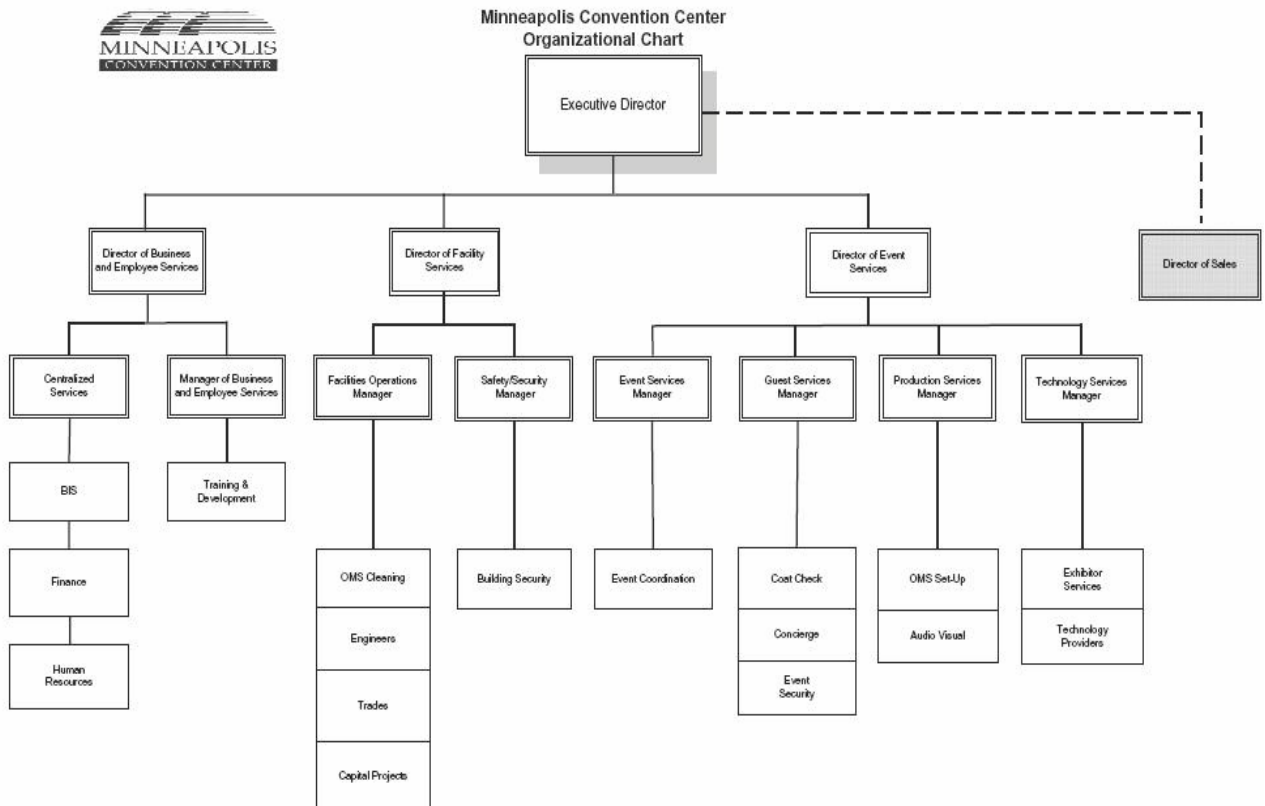 MINNEAPOLIS
CONVENTION CENTER
Minneapolis Convention Center
Organizational Chart
Executive Director
Director of Business
and Employee Services
Director of Facility
Services
Director of Event
Services
Director of Sales
Centralized
Services
Manager of Business
and Employee Services
Facilities Operations
Manager
Safety/Security
Manager
Event Services
Manager
Guest Services
Manager
Production Services
Manager
Technology Services
Manager
BIS
Training &
Development
Finance
OMS Cleaning
Building Security
Event Coordination
Coat Check
OMS Set-Up
Exhibitor
Services
Engineers
Concierge
Audio Visual
Technology
Providers
Human
Resources
Event
Security
Trades
Capital Projects